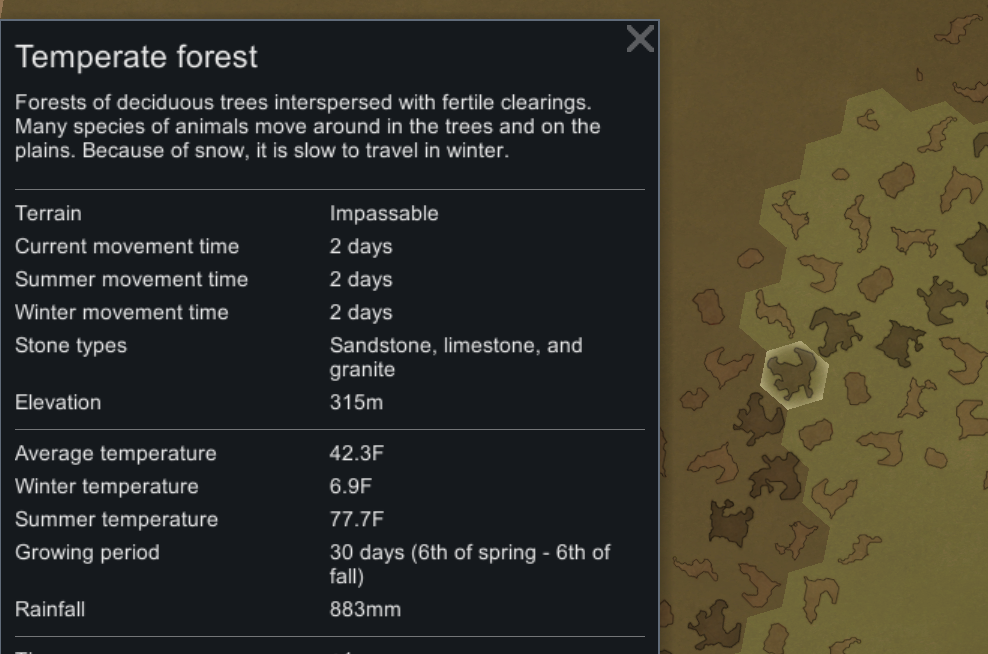 Temperate forest
Forests of deciduous trees interspersed with fertile clearings.
Many species of animals move around in the trees and on the
plains. Because of snow, it is slow to travel in winter.
Terrain Impassable
Current movement time 2 days
Summer movement time 2 days
Winter movement time 2 days
Stone types Sandstone, limestone, and
granite
Elevation 315m
Average temperature 42.3F
Winter temperature 6.9F
Summer temperature 77.7F
Growing period 30 days (6th of spring - 6th of
fall)
Rainfall 883mm